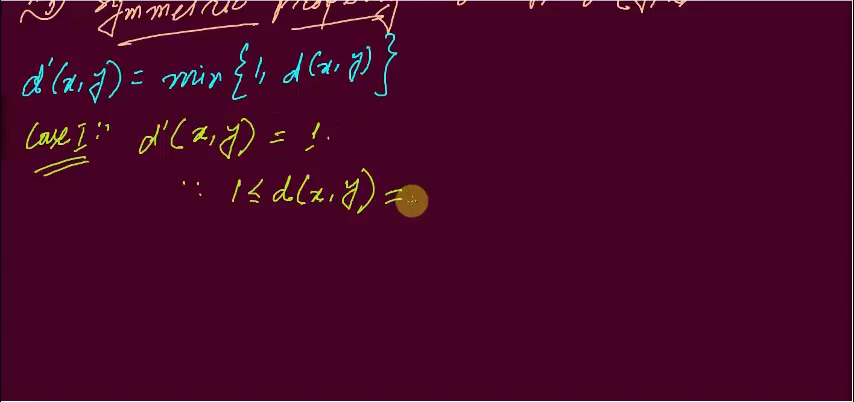 Symmetric Property
d'(x, y) = min {1, d(x, y)}
Case I: d'(x, y) = 1.
∵ 1 ≤ d(x, y) =